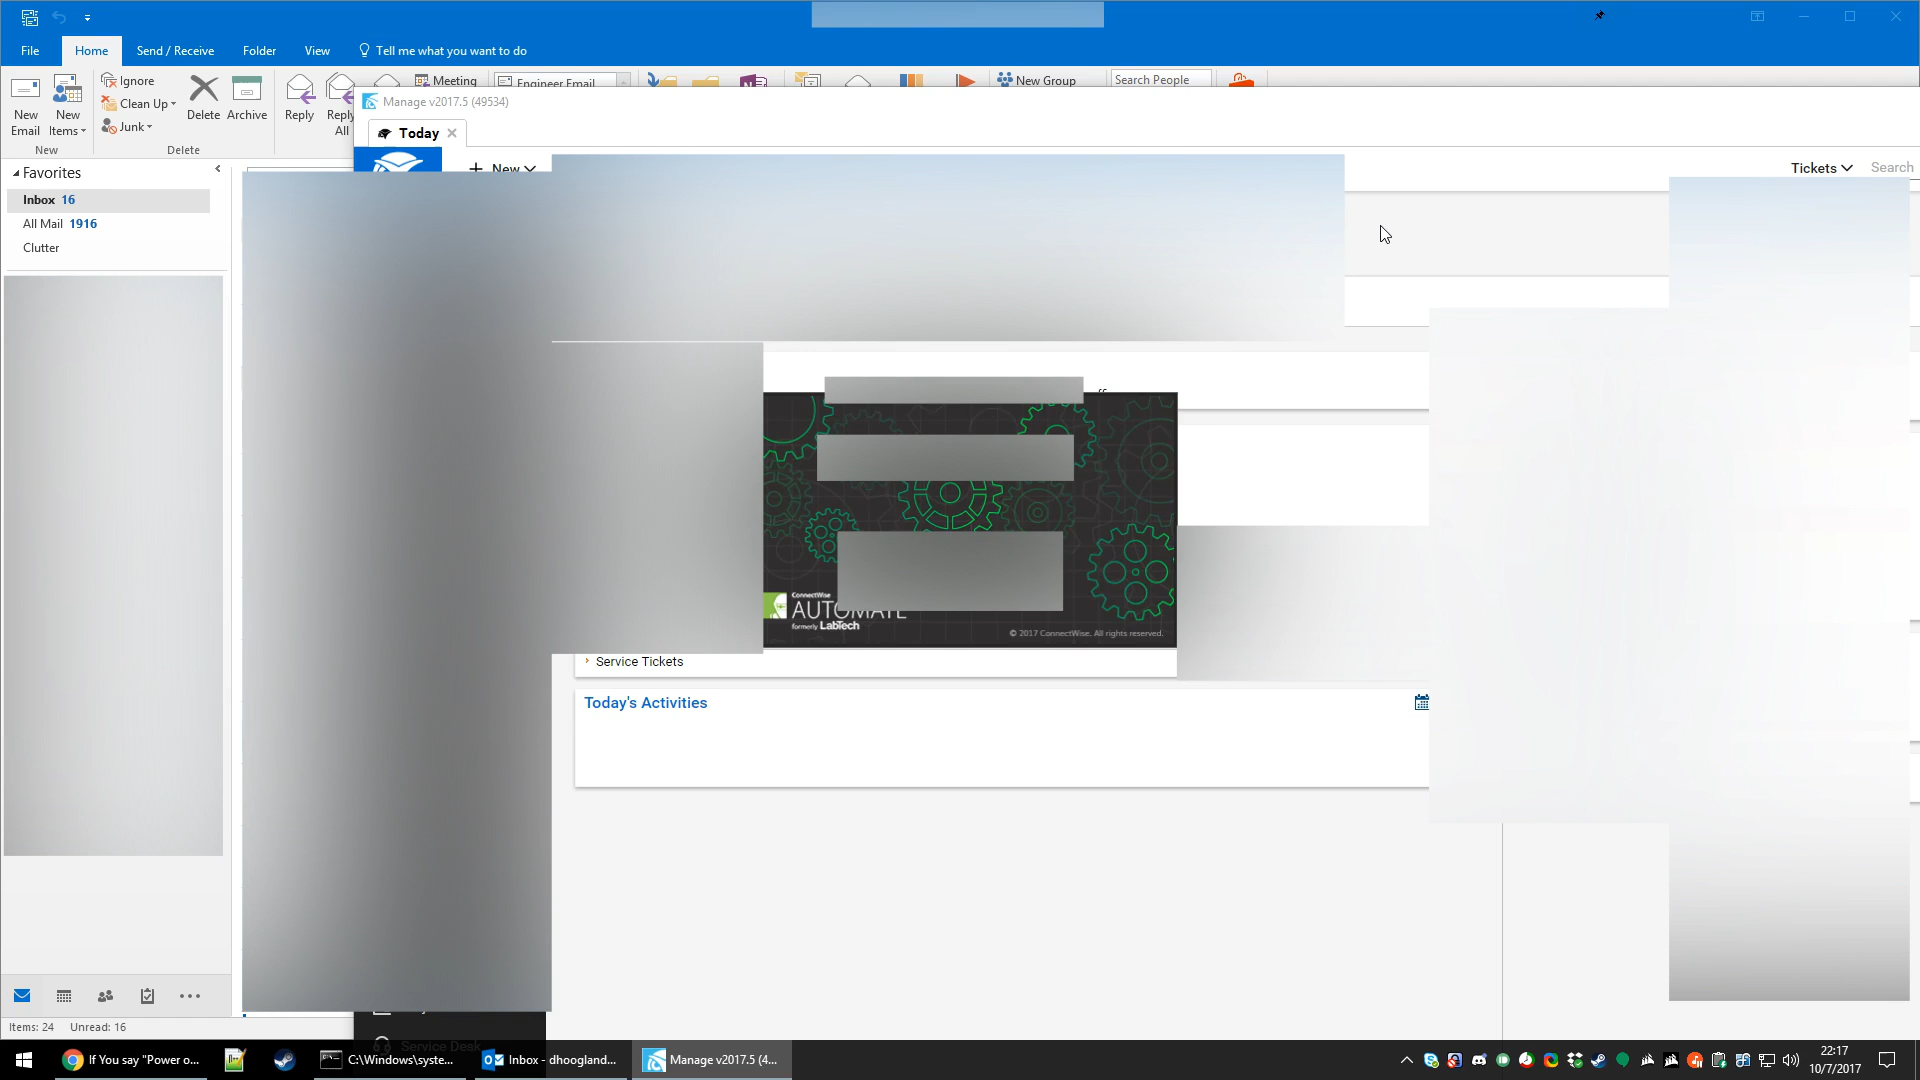 File Home Send / Receive Folder View Tell me what you want to do
New Email
New Items
Ignore
Clean Up
Junk
Delete
Archive
Reply
Reply All
Meeting
Engineer Email
New Group
Search People
New
Delete
Manage v2017.5 (49534)
Today
New
Tickets
Search
Favorites
Inbox 16
All Mail 1916
Clutter
ConnectWise
AUTOMATE
formerly LabTech
© 2017 ConnectWise. All rights reserved.
Service Tickets
Today's Activities
Service Desk
Items: 24 Unread: 16
If You say "Power o...
C:\Windows\syste...
Inbox - dhoogland...
Manage v2017.5 (4...
22:17
10/7/2017